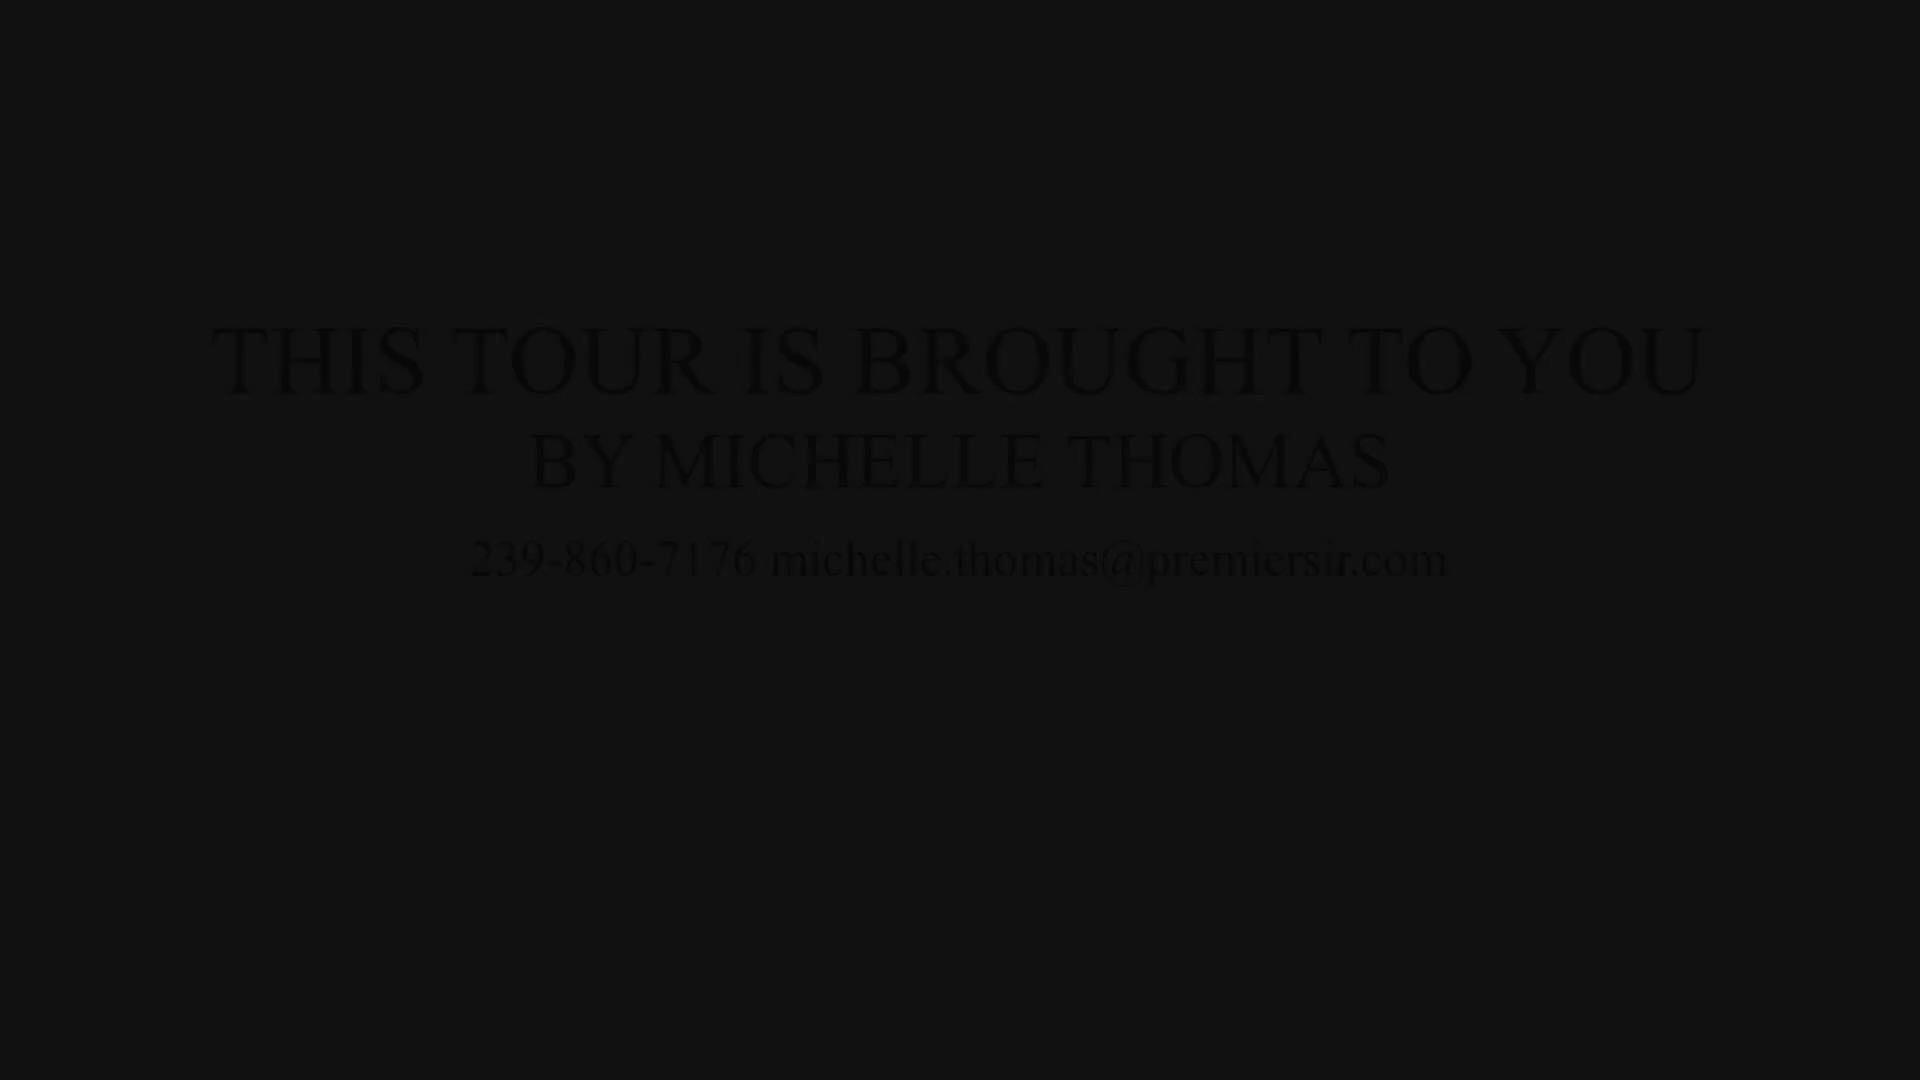 THIS TOUR IS BROUGHT TO YOU
BY MICHELLE THOMAS
239-860-7176 michelle.thomas@premiersir.com